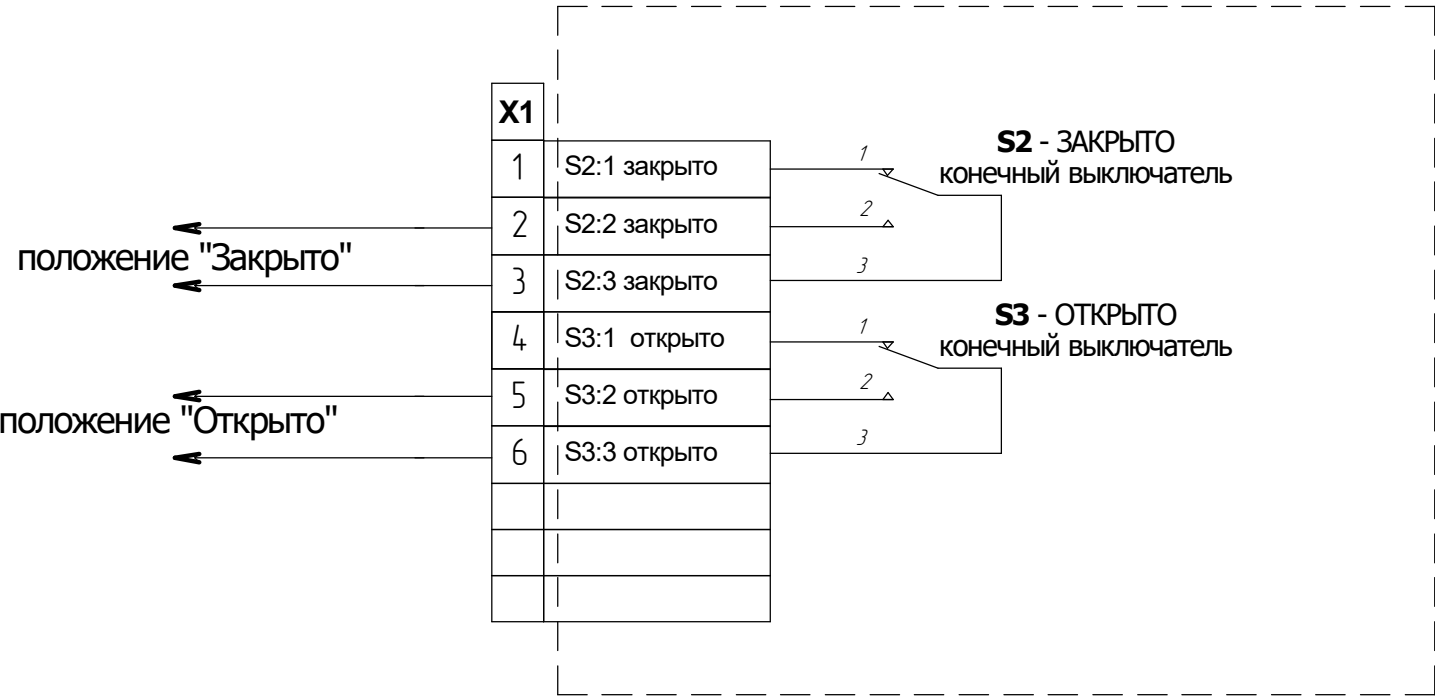 X1
1 S2:1 закрыто 1
2 S2:2 закрыто 2
3 S2:3 закрыто 3
4 S3:1 открыто 1
5 S3:2 открыто 2
6 S3:3 открыто 3
положение "Закрыто"
положение "Открыто"
S2 - ЗАКРЫТО
конечный выключатель
S3 - ОТКРЫТО
конечный выключатель